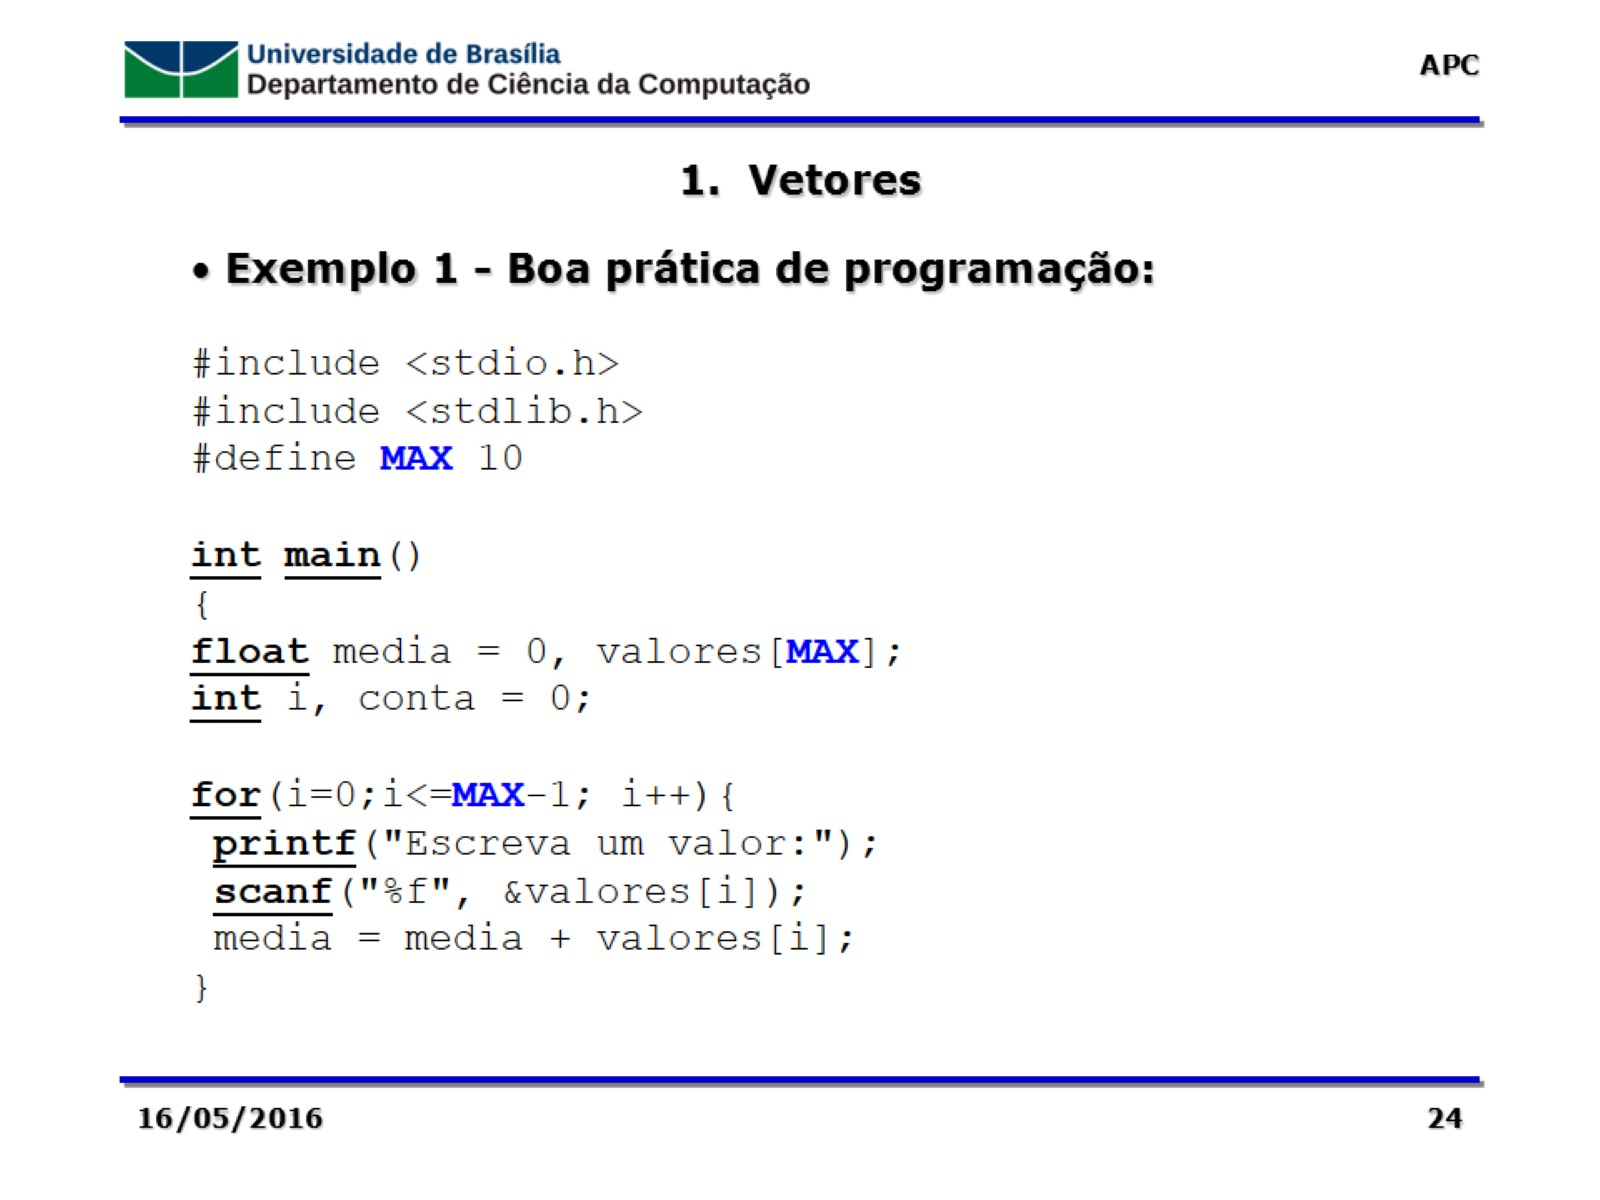 Universidade de Brasília
Departamento de Ciência da Computação
APC
1. Vetores
• Exemplo 1 - Boa prática de programação:
#include <stdio.h>
#include <stdlib.h>
#define MAX 10
int main()
{
float media = 0, valores[MAX];
int i, conta = 0;
for(i=0;i<=MAX-1; i++){
printf("Escreva um valor:");
scanf("%f", &valores[i]);
media = media + valores[i];
}
16/05/2016
24